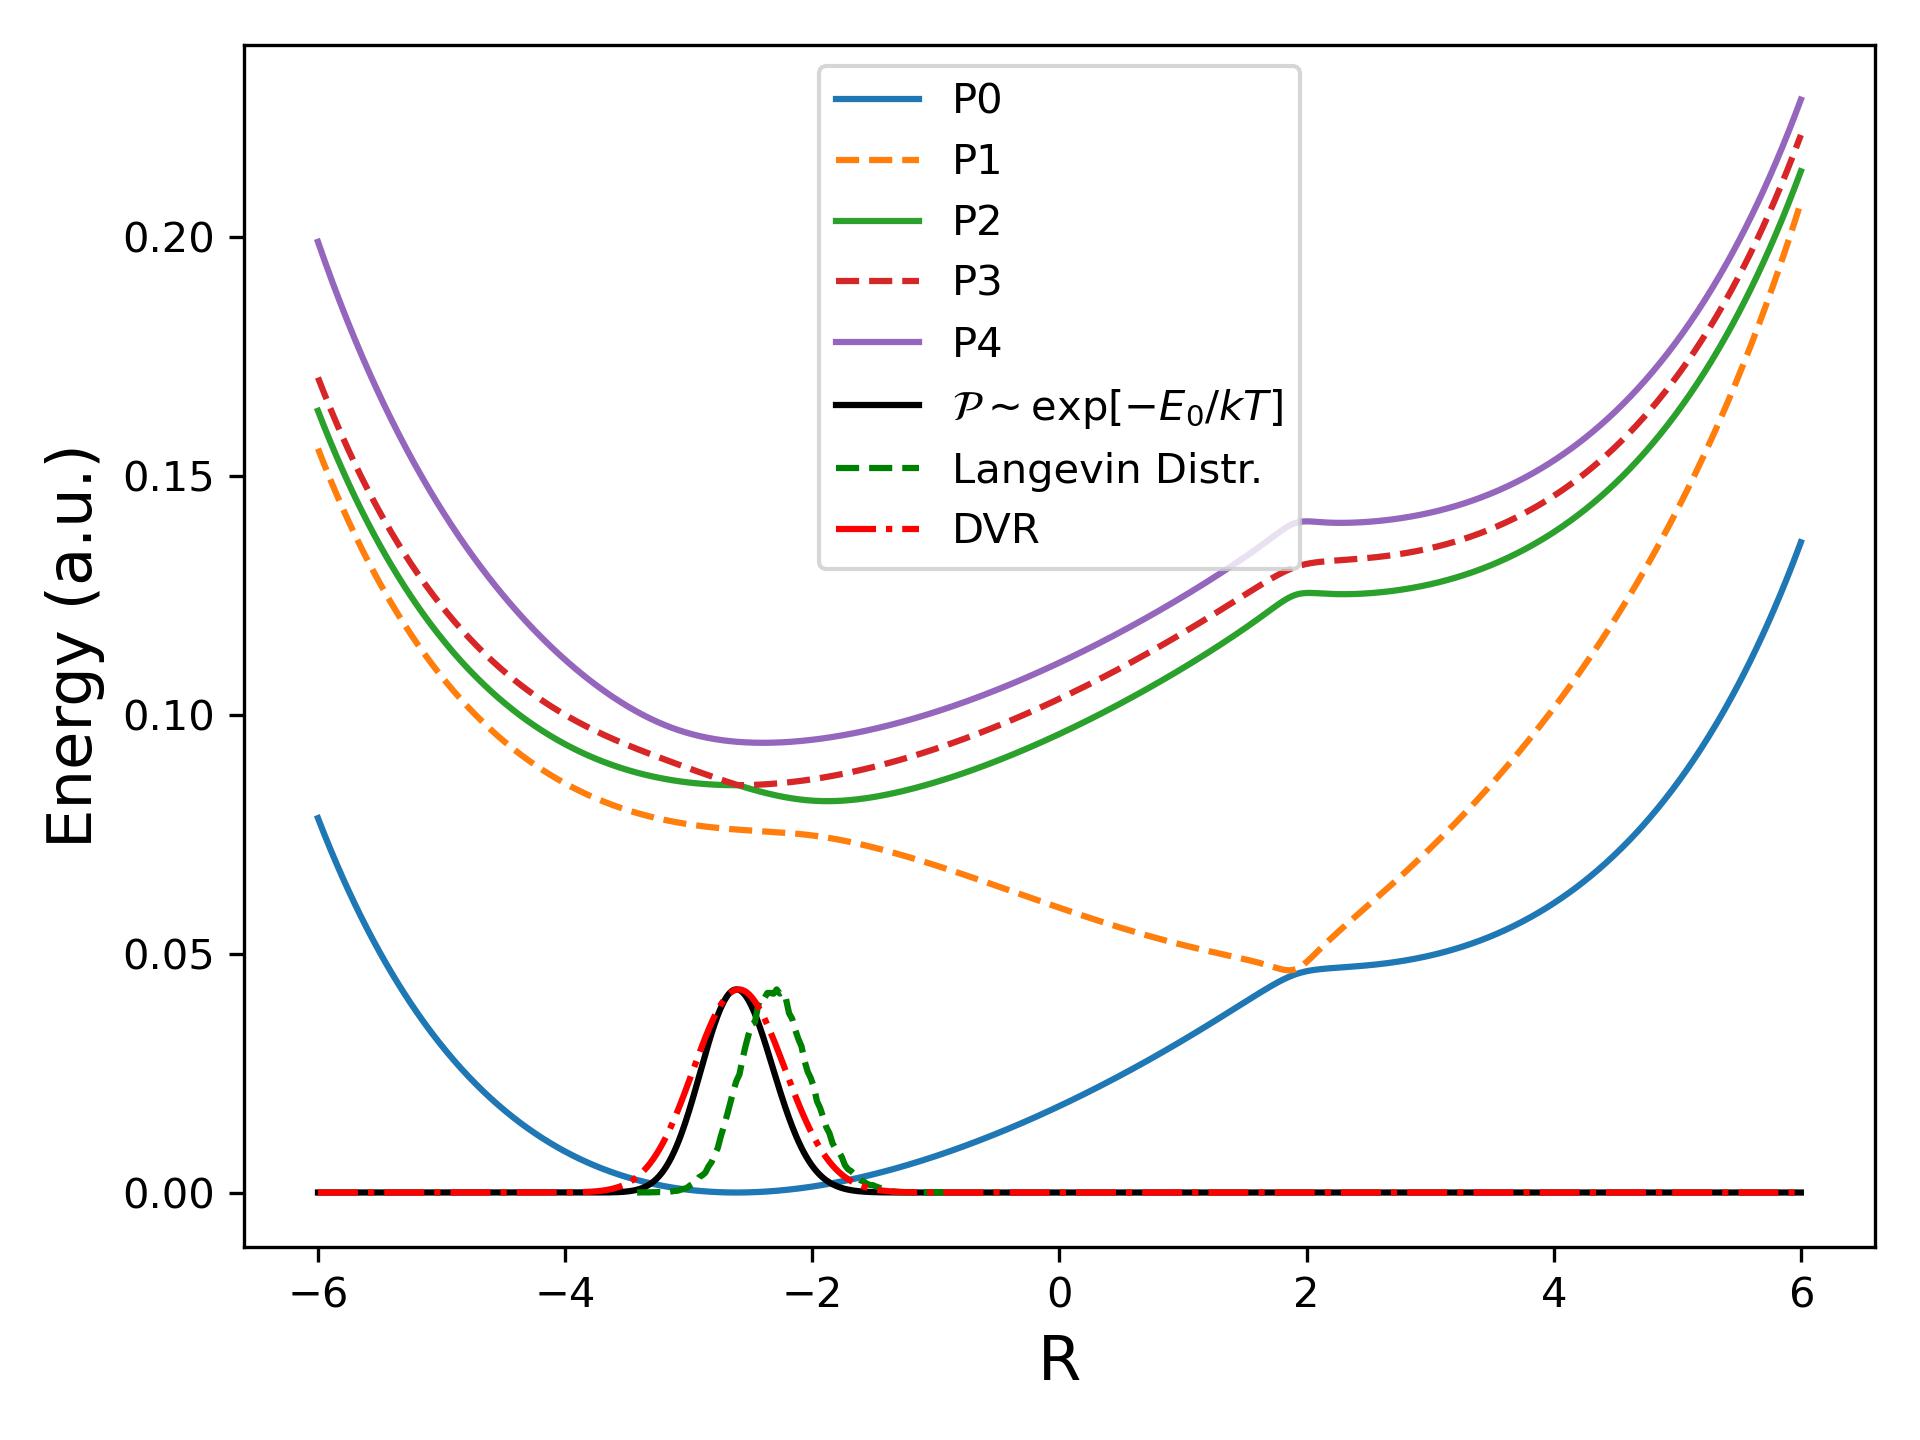 P0
P1
P2
P3
P4
𝒫 ~ exp[−E₀/kT]
Langevin Distr.
DVR
Energy (a.u.)
0.20
0.15
0.10
0.05
0.00
−6 −4 −2 0 2 4 6
R